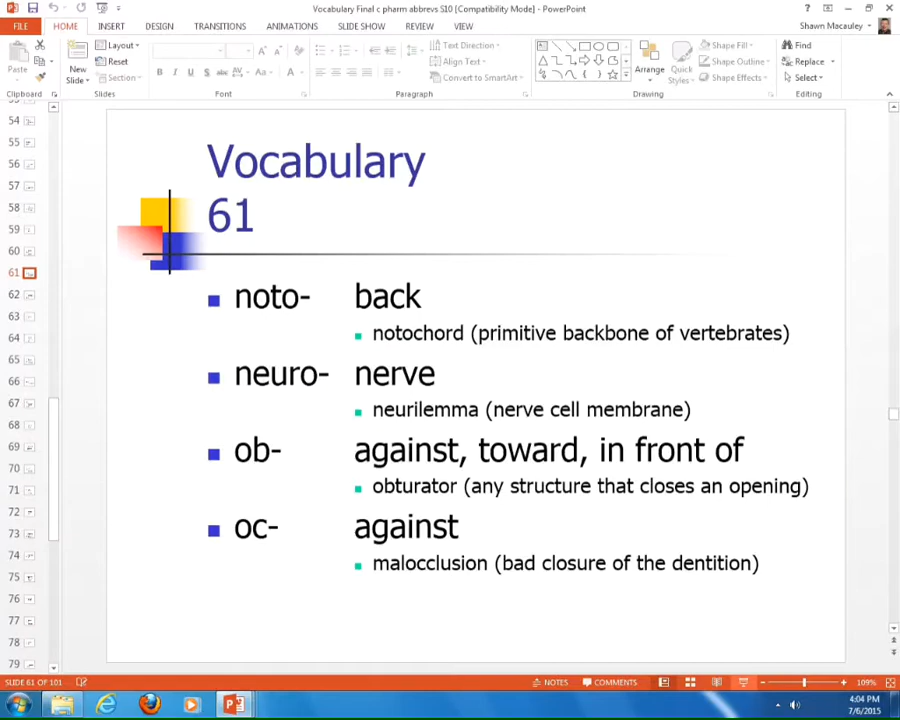 Vocabulary Final c pharm abbrevs S10 [Compatibility Mode] - PowerPoint
Shawn Macauley
FILE HOME INSERT DESIGN TRANSITIONS ANIMATIONS SLIDE SHOW REVIEW VIEW
Paste
New Slide
Layout
Reset
Section
Text Direction
Align Text
Convert to SmartArt
Arrange
Quick Styles
Shape Fill
Shape Outline
Shape Effects
Find
Replace
Select
Clipboard Slides Font Paragraph Drawing Editing
54
55
56
57
58
59
60
61
62
63
64
65
66
67
68
69
70
71
72
73
74
75
76
77
78
79
Vocabulary
61
noto- back
notochord (primitive backbone of vertebrates)
neuro- nerve
neurilemma (nerve cell membrane)
ob- against, toward, in front of
obturator (any structure that closes an opening)
oc- against
malocclusion (bad closure of the dentition)
SLIDE 61 OF 101 NOTES COMMENTS 109%
4:04 PM
7/6/2015